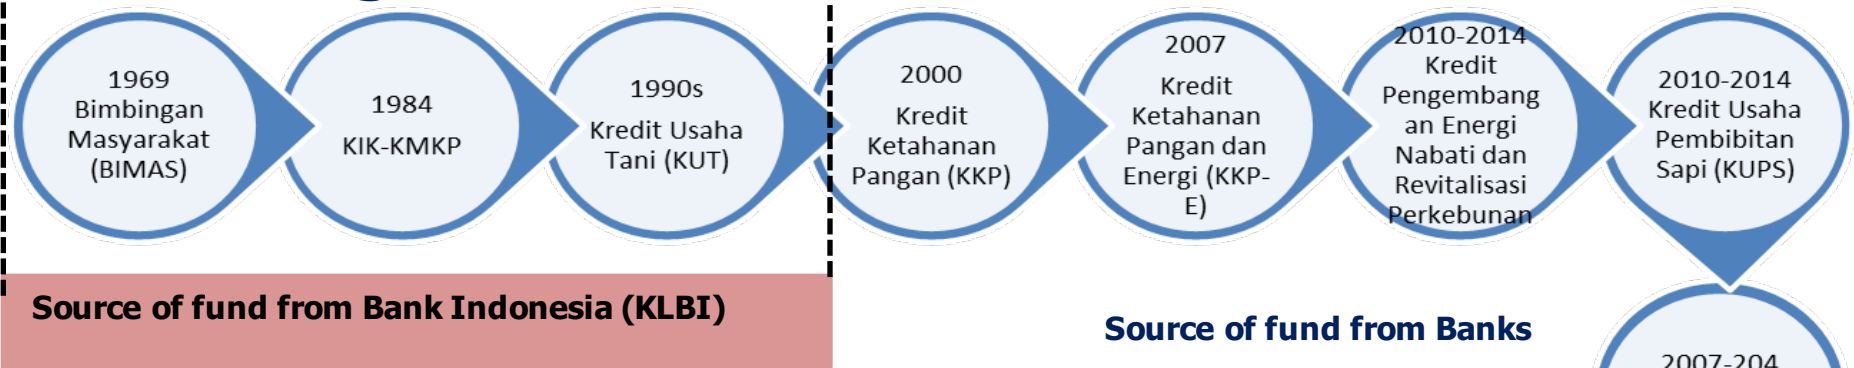 1969
Bimbingan
Masyarakat
(BIMAS)
1984
KIK-KMKP
1990s
Kredit Usaha
Tani (KUT)
2000
Kredit
Ketahanan
Pangan (KKP)
2007
Kredit
Ketahanan
Pangan dan
Energi (KKP-
E)
2010-2014
Kredit
Pengembang
an Energi
Nabati dan
Revitalisasi
Perkebunan
2010-2014
Kredit Usaha
Pembibitan
Sapi (KUPS)
Source of fund from Bank Indonesia (KLBI)
Source of fund from Banks
2007-204